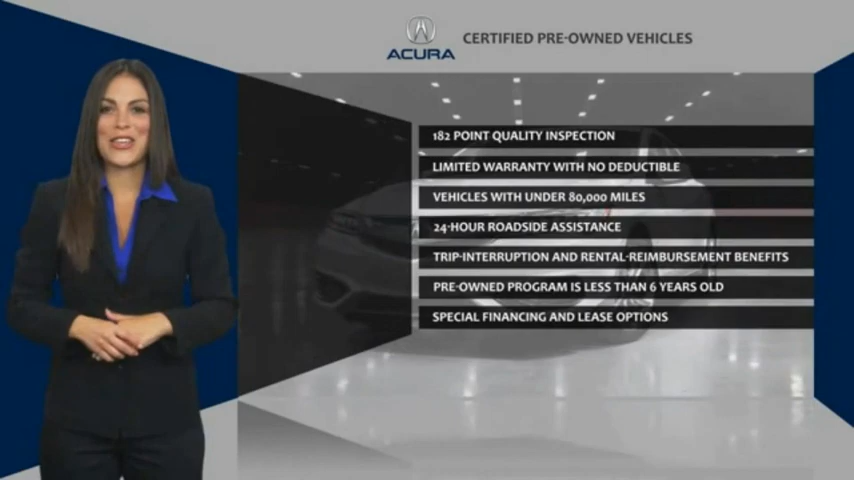 ACURA
CERTIFIED PRE-OWNED VEHICLES
182 POINT QUALITY INSPECTION
LIMITED WARRANTY WITH NO DEDUCTIBLE
VEHICLES WITH UNDER 80,000 MILES
24-HOUR ROADSIDE ASSISTANCE
TRIP-INTERRUPTION AND RENTAL-REIMBURSEMENT BENEFITS
PRE-OWNED PROGRAM IS LESS THAN 6 YEARS OLD
SPECIAL FINANCING AND LEASE OPTIONS